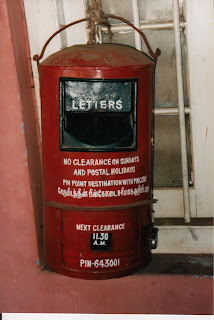 LETTERS
NO CLEARANCE ON SUNDAYS
AND POSTAL HOLIDAYS
PIN POINT DESTINATION WITH PINCODE
NEXT CLEARANCE
11.30
A.M.
PIN-643001